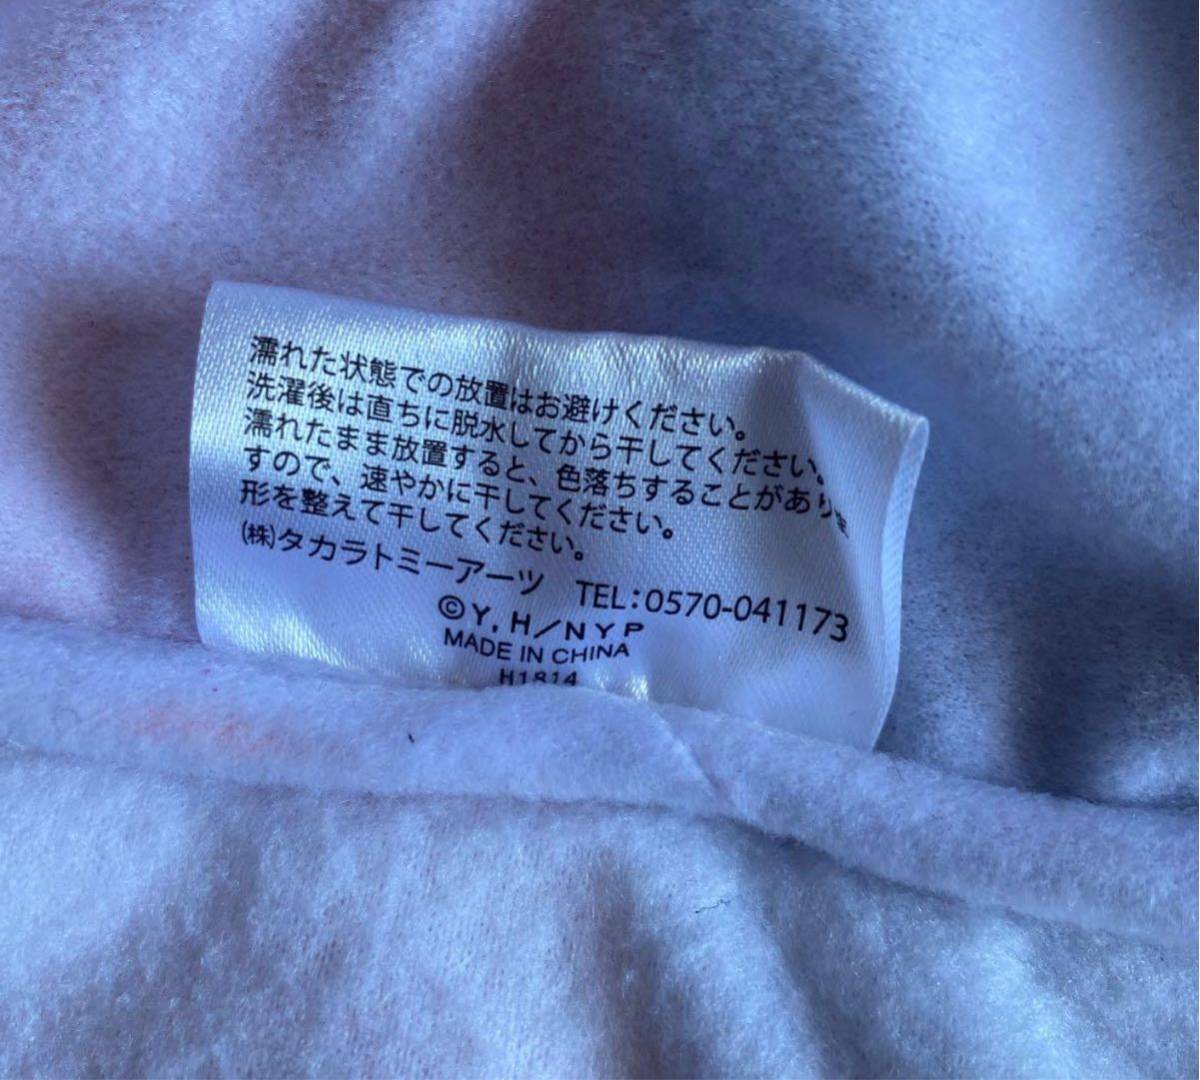 濡れた状態での放置はお避けください。
洗濯後は直ちに脱水してから干してください。
濡れたまま放置すると、色落ちすることがありま
すので、速やかに干してください。
形を整えて干してください。
(株)タカラトミーアーツ TEL:0570-041173
©Y, H/NYP
MADE IN CHINA
H1814